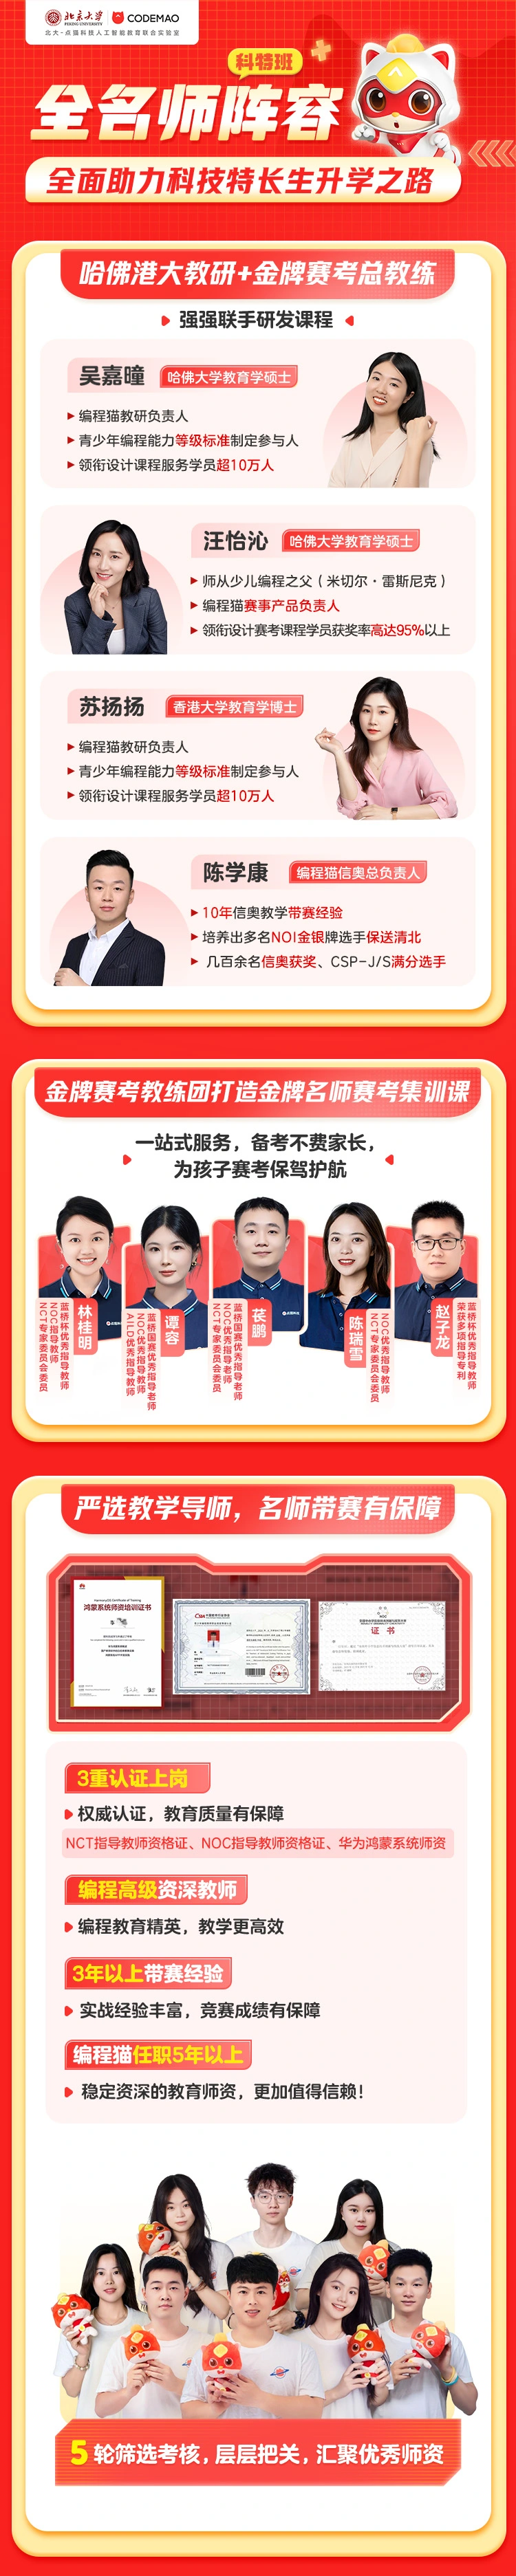 北京大学
PEKING UNIVERSITY
CODEMAO
北大-点猫科技人工智能教育联合实验室
科特班
全名师阵容
全面助力科技特长生升学之路
哈佛港大教研+金牌赛考总教练
强强联手研发课程
吴嘉曈
哈佛大学教育学硕士
编程猫教研负责人
青少年编程能力等级标准制定参与人
领衔设计课程服务学员超10万人
汪怡沁
哈佛大学教育学硕士
师从少儿编程之父（米切尔·雷斯尼克）
编程猫赛事产品负责人
领衔设计赛考课程学员获奖率高达95%以上
苏扬扬
香港大学教育学博士
编程猫教研负责人
青少年编程能力等级标准制定参与人
领衔设计课程服务学员超10万人
陈学康
编程猫信奥总负责人
10年信奥教学带赛经验
培养出多名NOI金银牌选手保送清北
几百余名信奥获奖、CSP-J/S满分选手
金牌赛考教练团打造金牌名师赛考集训课
一站式服务，备考不费家长，
为孩子赛考保驾护航
林桂明
蓝桥杯优秀指导教师
NOC指导教师
NCT专家委员会委员
谭容
蓝桥国赛优秀指导老师
NOC优秀指导教师
AILD优秀指导教师
苌鹏
蓝桥国赛优秀指导老师
NOC优秀指导老师
NCT专家委员会委员
陈瑞雪
NOC优秀指导教师
NCT专家委员会委员
赵子龙
蓝桥杯优秀指导教师
荣获多项指导专利
严选教学导师，名师带赛有保障
HarmonyOS Certificate of Training
鸿蒙系统师资培训证书
证书
3重认证上岗
权威认证，教育质量有保障
NCT指导教师资格证、NOC指导教师资格证、华为鸿蒙系统师资
编程高级资深教师
编程教育精英，教学更高效
3年以上带赛经验
实战经验丰富，竞赛成绩有保障
编程猫任职5年以上
稳定资深的教育师资，更加值得信赖！
5轮筛选考核，层层把关，汇聚优秀师资